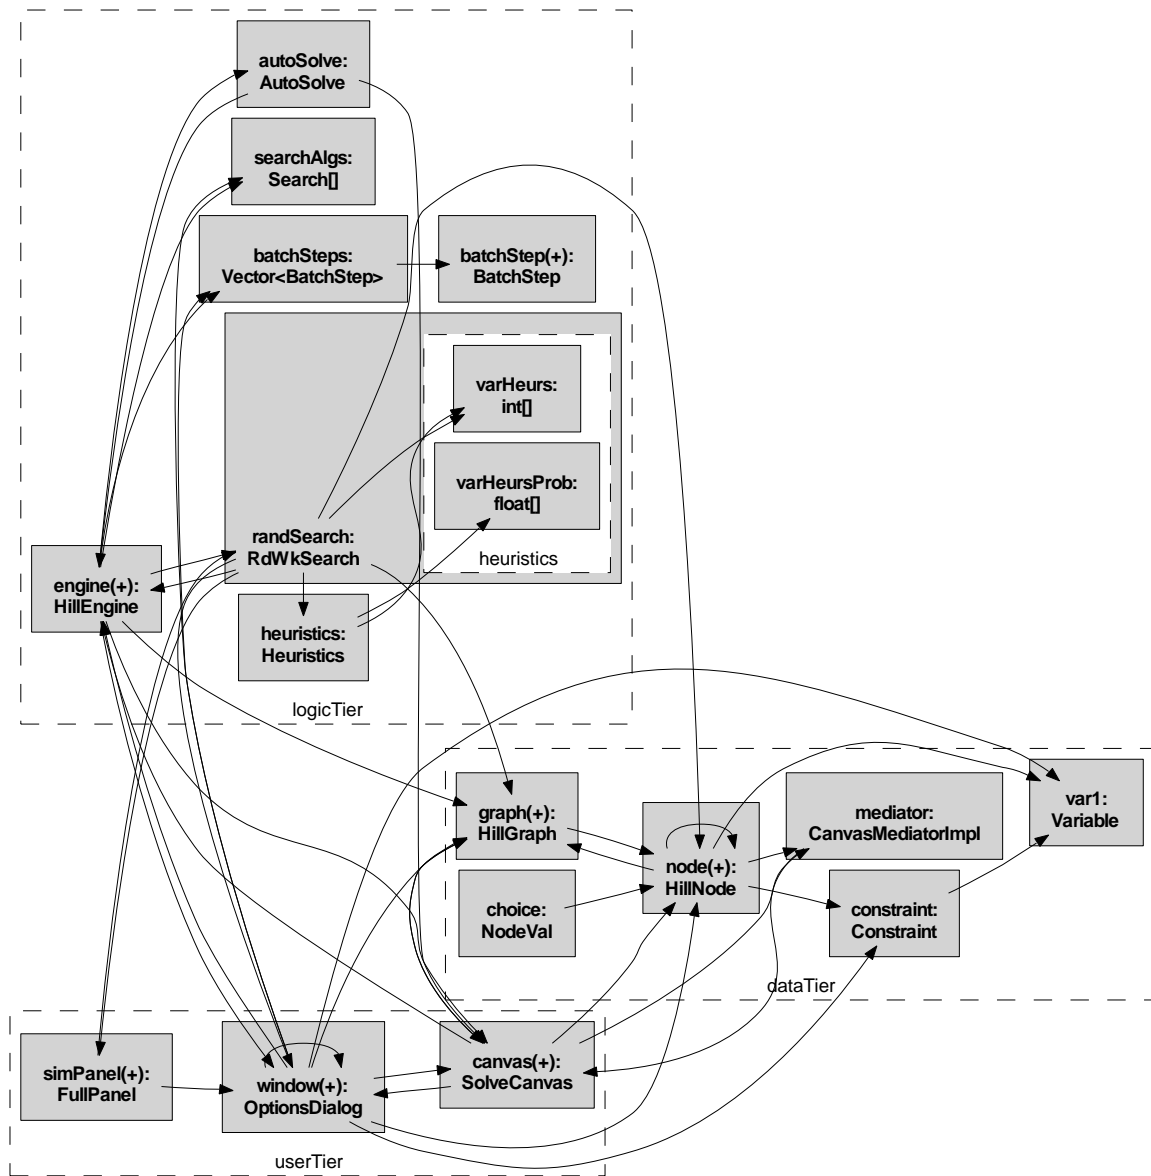 autoSolve:
AutoSolve
searchAlgs:
Search[]
batchSteps:
Vector<BatchStep>
batchStep(+):
BatchStep
varHeurs:
int[]
varHeursProb:
float[]
heuristics
randSearch:
RdWkSearch
engine(+):
HillEngine
heuristics:
Heuristics
logicTier
graph(+):
HillGraph
node(+):
HillNode
mediator:
CanvasMediatorImpl
var1:
Variable
choice:
NodeVal
constraint:
Constraint
dataTier
simPanel(+):
FullPanel
window(+):
OptionsDialog
canvas(+):
SolveCanvas
userTier